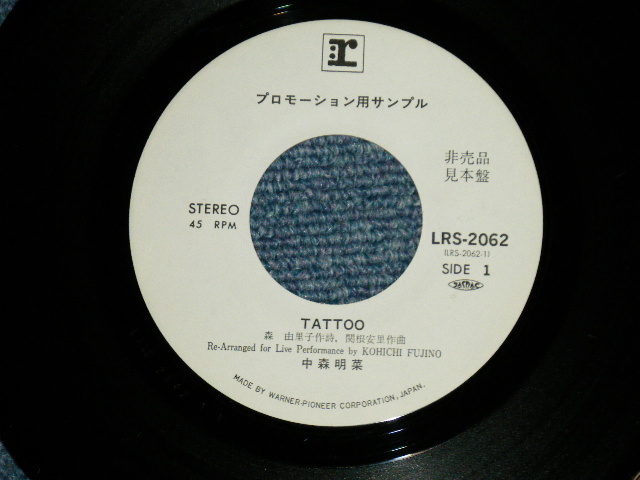 r
プロモーション用サンプル
非売品
見本盤
STEREO
45 RPM
LRS-2062
(LRS-2062-1)
SIDE 1
JASRAC
TATTOO
森 由里子作詩, 関根安里作曲
Re-Arranged for Live Performance by KOHICHI FUJINO
中森明菜
MADE BY WARNER-PIONEER CORPORATION, JAPAN.